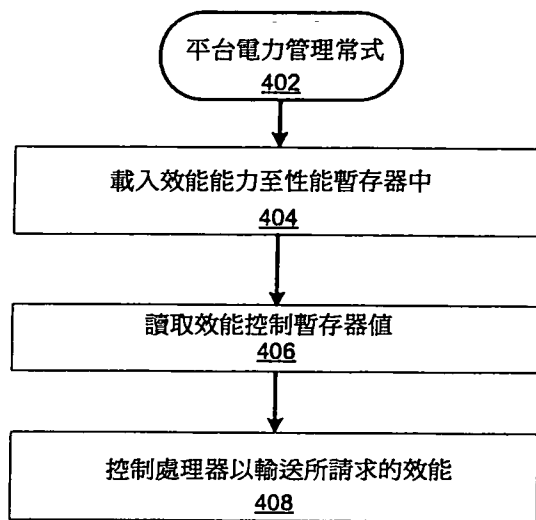 平台電力管理常式
402
載入效能能力至性能暫存器中
404
讀取效能控制暫存器值
406
控制處理器以輸送所請求的效能
408